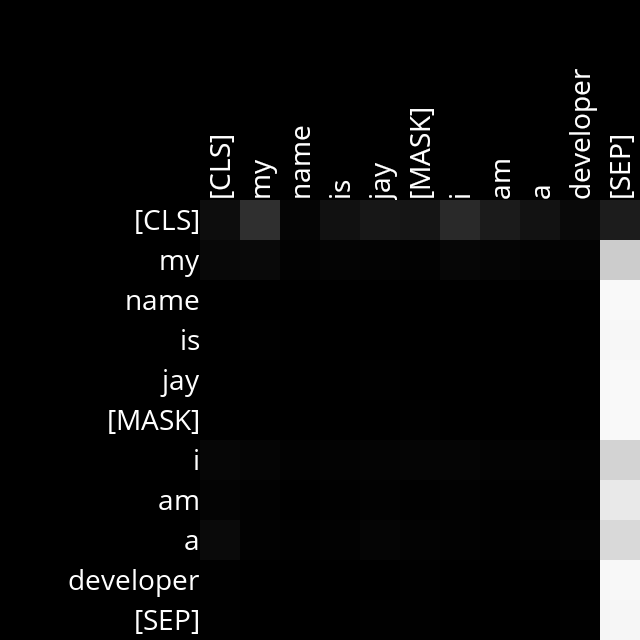 [CLS]
my
name
is
jay
[MASK]
i
am
a
developer
[SEP]
[CLS]
my
name
is
jay
[MASK]
i
am
a
developer
[SEP]